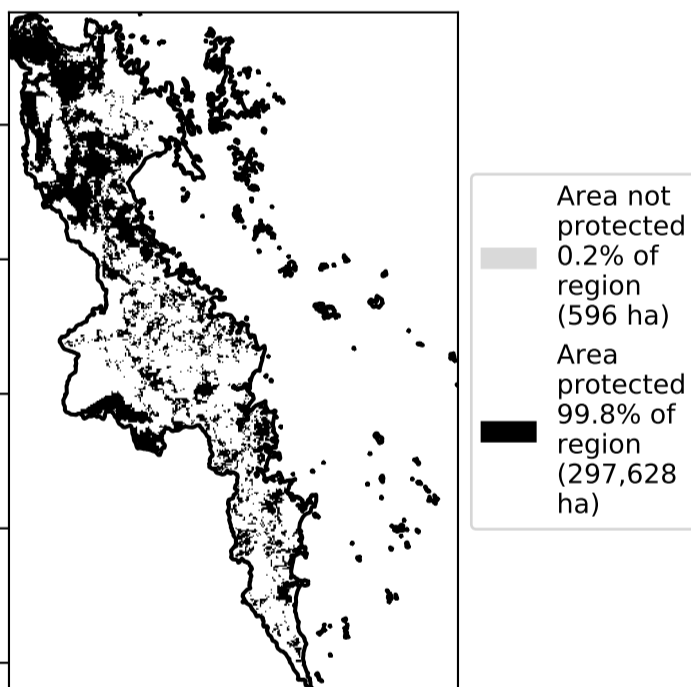 Area not
protected
0.2% of
region
(596 ha)
Area
protected
99.8% of
region
(297,628
ha)